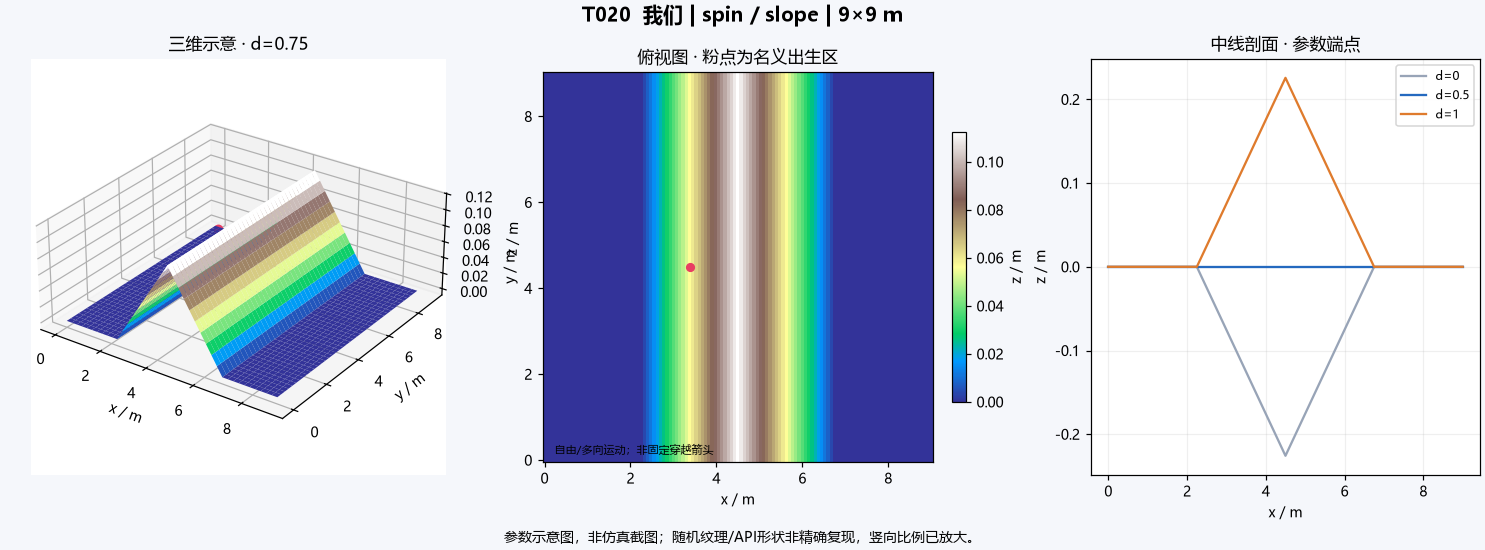 T020 我们 | spin / slope | 9×9 m
三维示意 · d=0.75
0.12
0.10
0.08
0.06
0.04
0.02
0.00
0
2
4
6
8
x / m
0
2
4
6
8
y / m
z / m
俯视图 · 粉点为名义出生区
8
6
4
2
0
y / m
自由/多向运动；非固定穿越箭头
0
2
4
6
8
x / m
0.10
0.08
0.06
0.04
0.02
0.00
z / m
中线剖面 · 参数端点
d=0
d=0.5
d=1
0.2
0.1
0.0
-0.1
-0.2
z / m
0
2
4
6
8
x / m
参数示意图，非仿真截图；随机纹理/API形状非精确复现，竖向比例已放大。